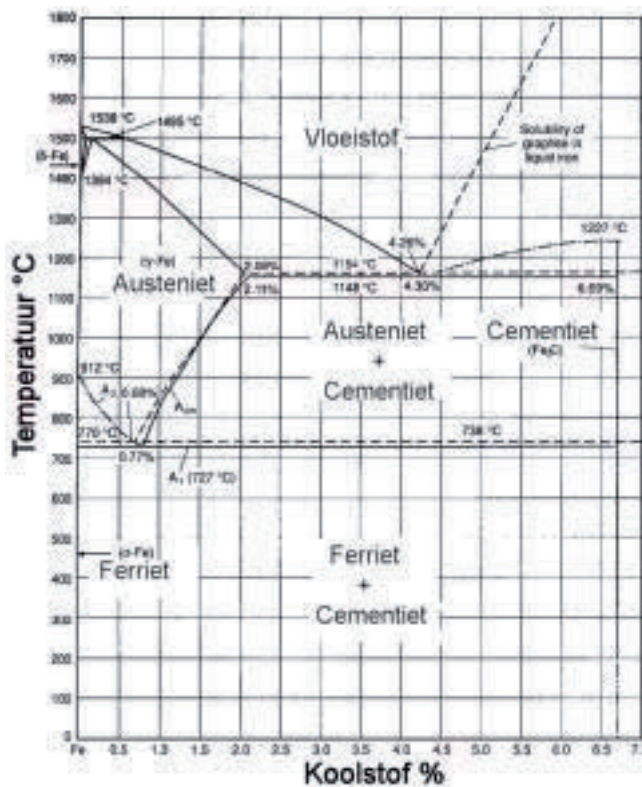 Temperatuur °C
1800
1700
1600
1538 °C
1495 °C
1500
(δ-Fe)
1394 °C
1400
Vloeistof
Solubility of
graphite in
liquid iron
1300
1200
4.26%
1227 °C
(γ-Fe)
Austeniet
2.08%
1154 °C
1148 °C
2.11%
4.30%
6.69%
1100
1000
Austeniet
+
Cementiet
Cementiet
(Fe₃C)
912 °C
900
0.68%
800
770 °C
738 °C
700
0.77%
A₁ (727 °C)
600
500
(α-Fe)
Ferriet
400
Ferriet
+
Cementiet
300
200
100
0
Fe 0.5 1.0 1.5 2.0 2.5 3.0 3.5 4.0 4.5 5.0 5.5 6.0 6.5 7.0
Koolstof %